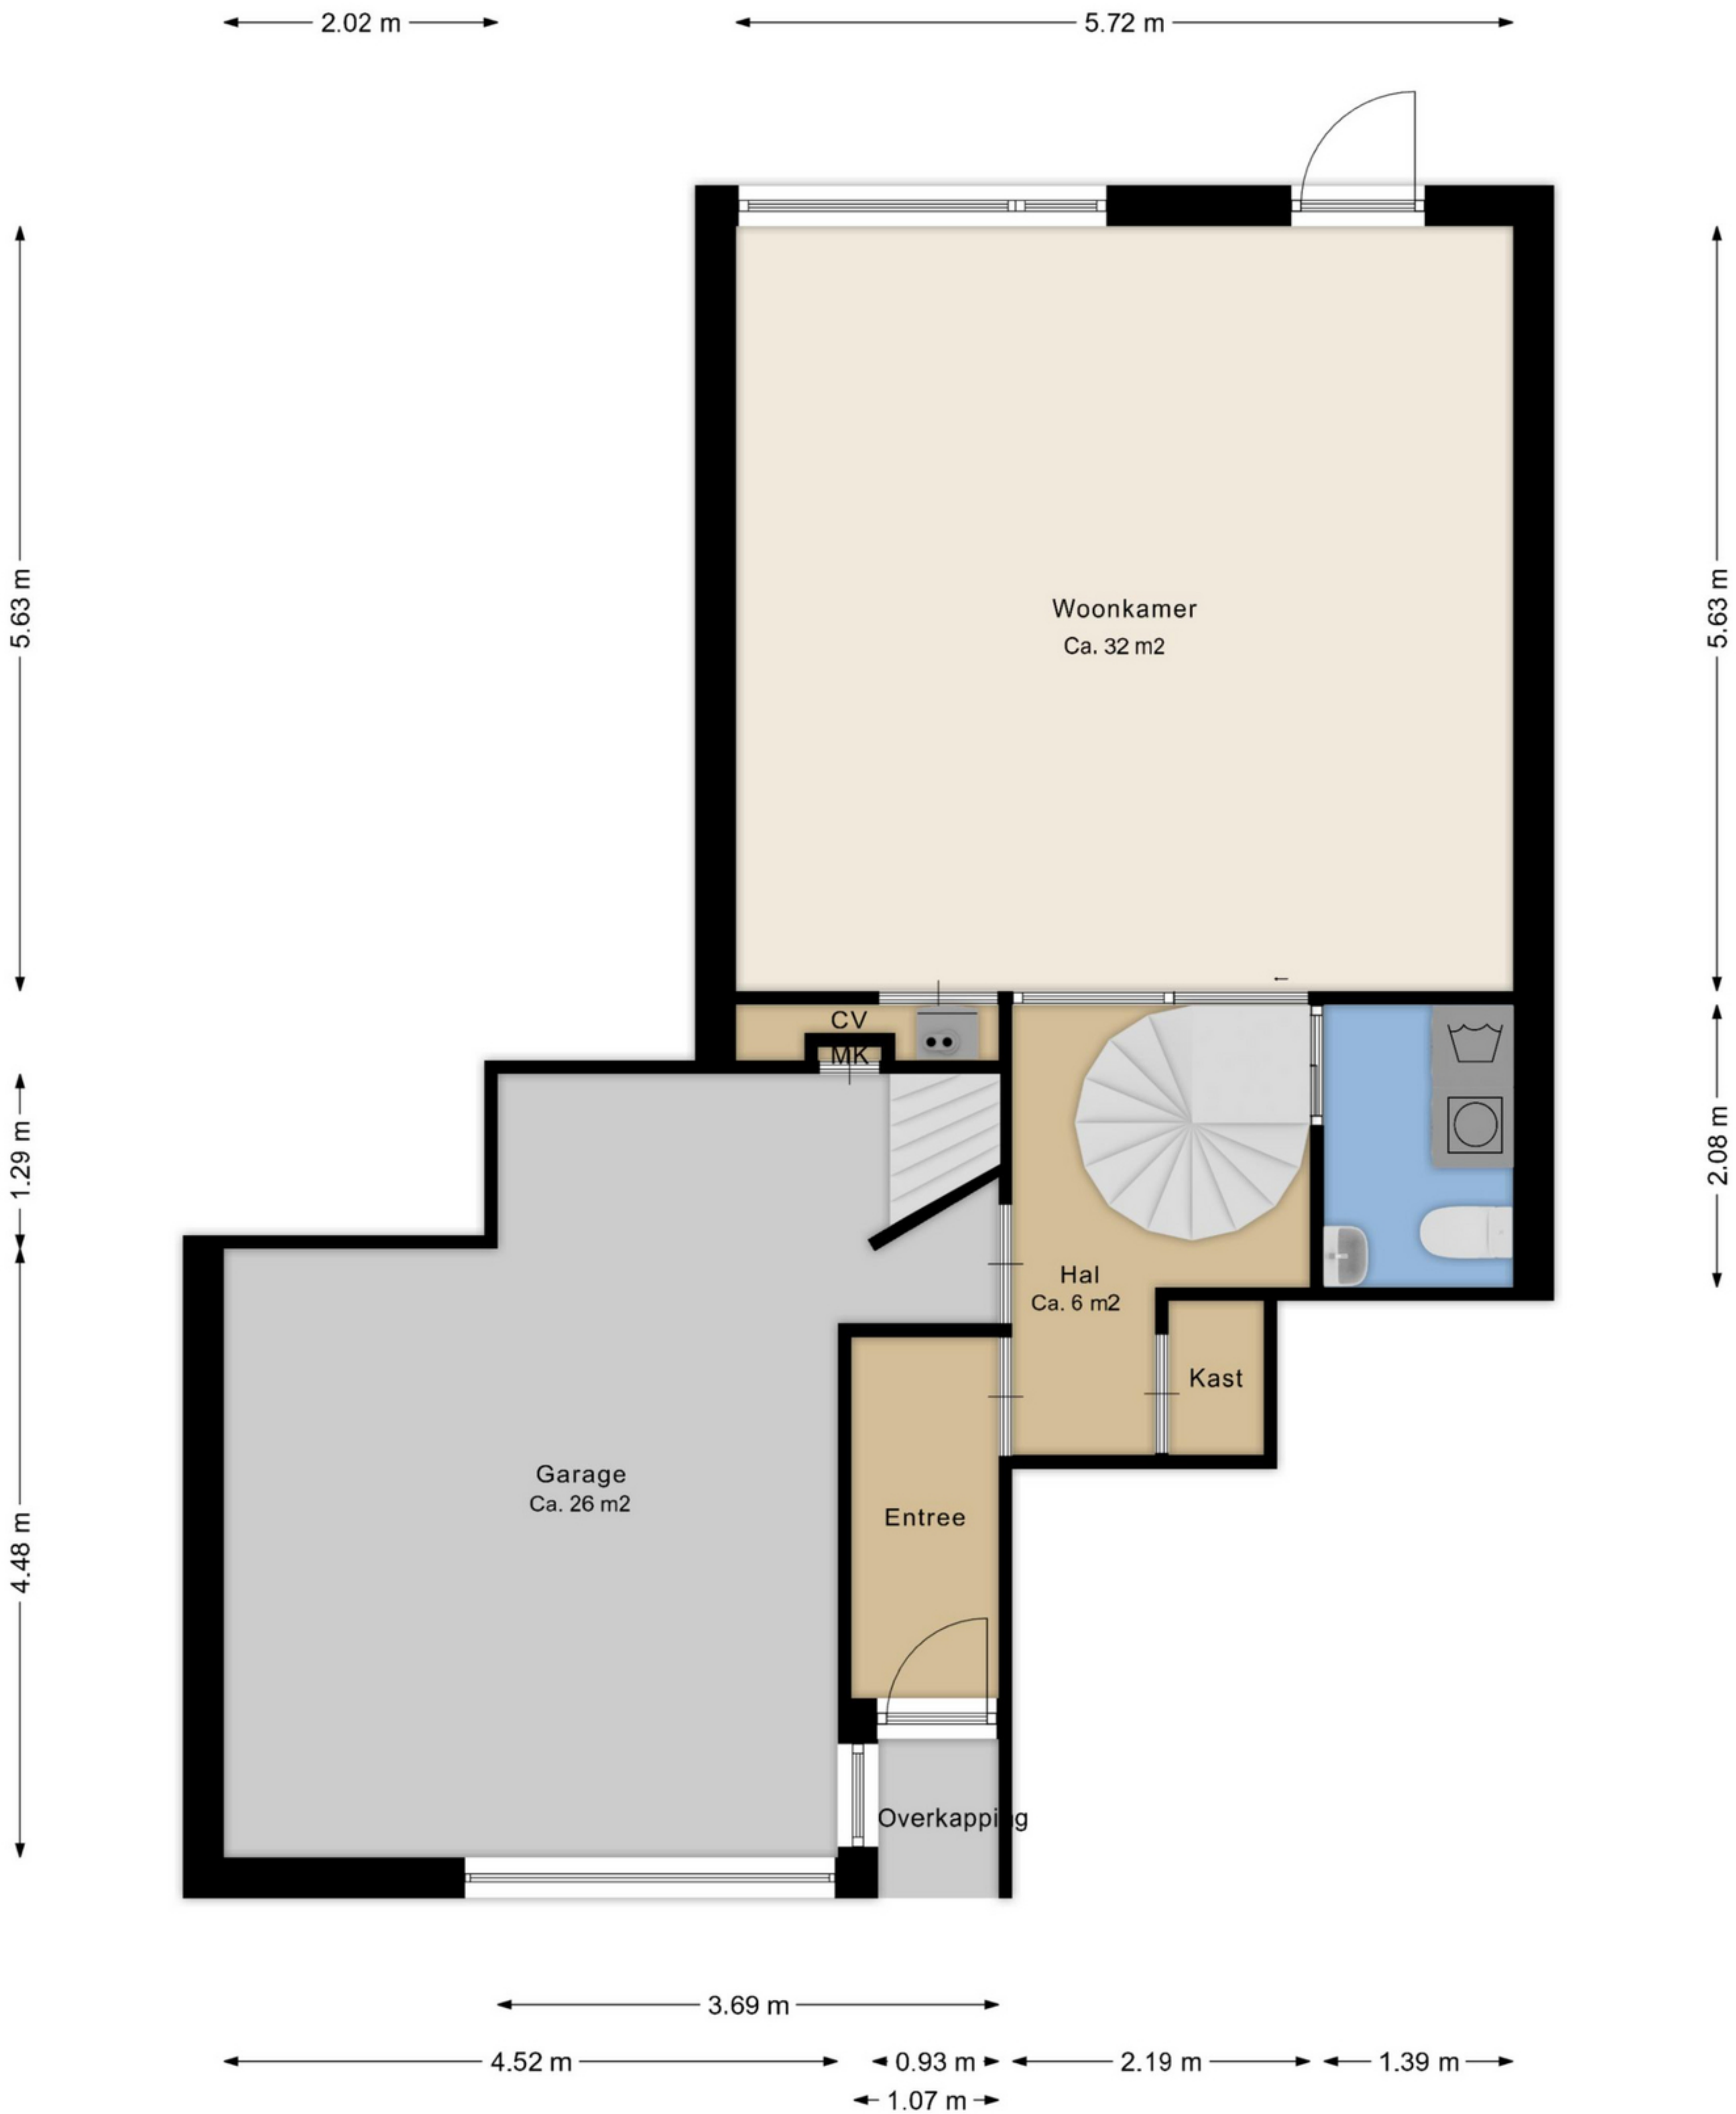 2.02 m
5.72 m
5.63 m
5.63 m
Woonkamer
Ca. 32 m2
CV
MK
1.29 m
2.08 m
Hal
Ca. 6 m2
Kast
Garage
Ca. 26 m2
Entree
4.48 m
Overkapping
3.69 m
4.52 m
0.93 m
2.19 m
1.39 m
1.07 m